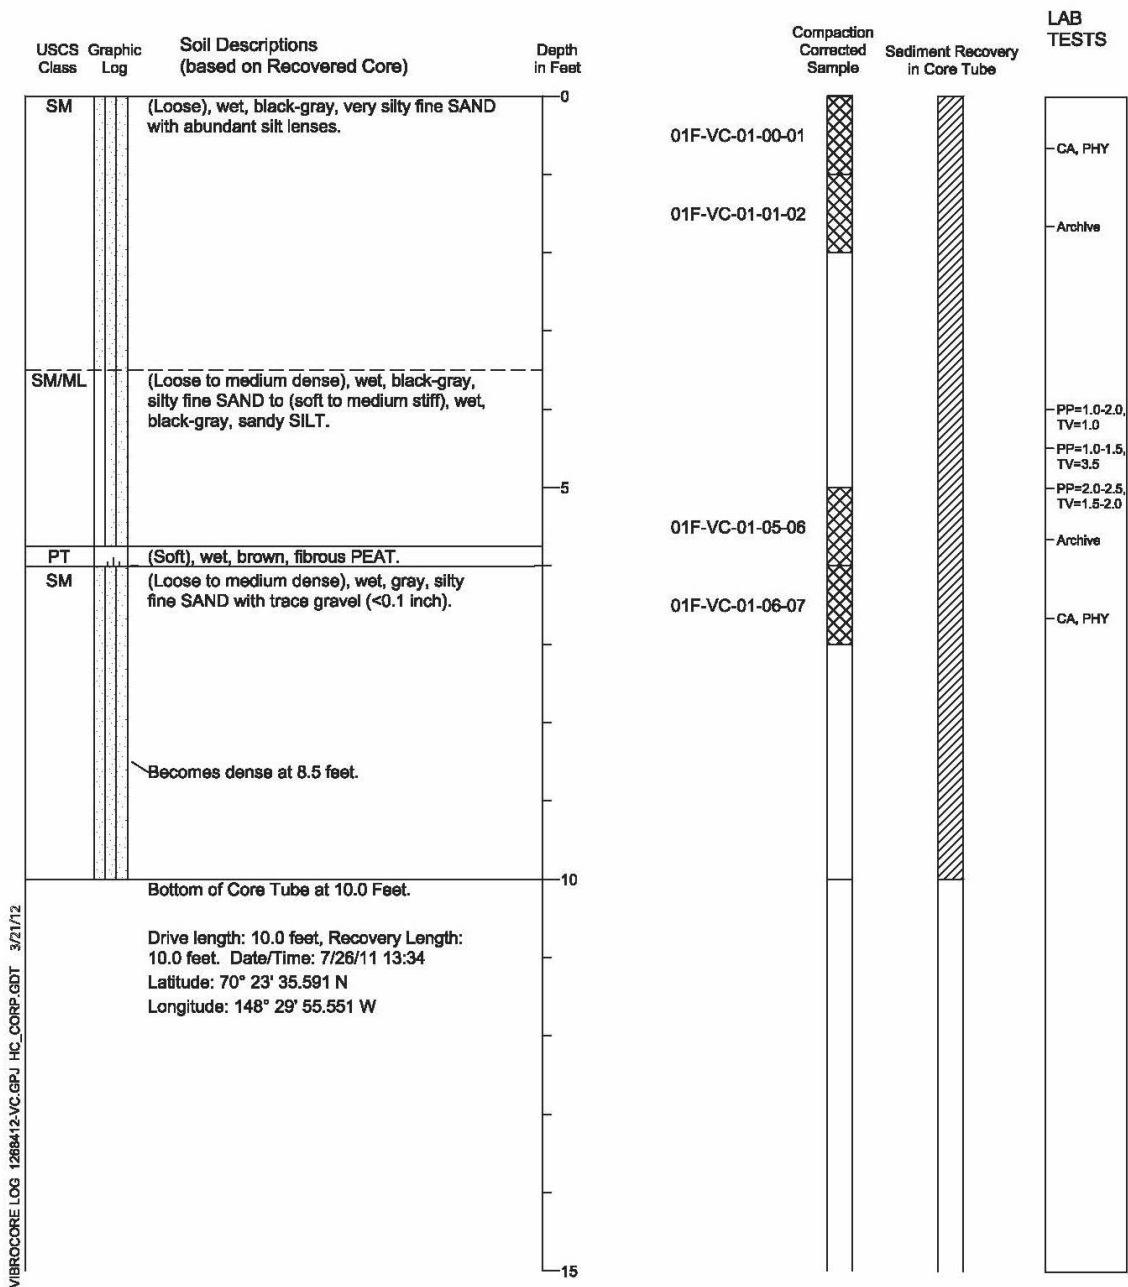 USCS Class
Graphic Log
Soil Descriptions
(based on Recovered Core)
Depth in Feet
Compaction Corrected Sample
Sediment Recovery in Core Tube
LAB TESTS
SM
(Loose), wet, black-gray, very silty fine SAND
with abundant silt lenses.
0
01F-VC-01-00-01
CA, PHY
01F-VC-01-01-02
Archive
SM/ML
(Loose to medium dense), wet, black-gray,
silty fine SAND to (soft to medium stiff), wet,
black-gray, sandy SILT.
PP=1.0-2.0,
TV=1.0
PP=1.0-1.5,
TV=3.5
5
PP=2.0-2.5,
TV=1.5-2.0
01F-VC-01-05-06
Archive
PT
(Soft), wet, brown, fibrous PEAT.
SM
(Loose to medium dense), wet, gray, silty
fine SAND with trace gravel (<0.1 inch).
01F-VC-01-06-07
CA, PHY
Becomes dense at 8.5 feet.
10
Bottom of Core Tube at 10.0 Feet.
Drive length: 10.0 feet, Recovery Length:
10.0 feet. Date/Time: 7/26/11 13:34
Latitude: 70° 23' 35.591 N
Longitude: 148° 29' 55.551 W
15
VIBROCORE LOG 1268412-VC.GPJ HC_CORP.GDT 3/21/12